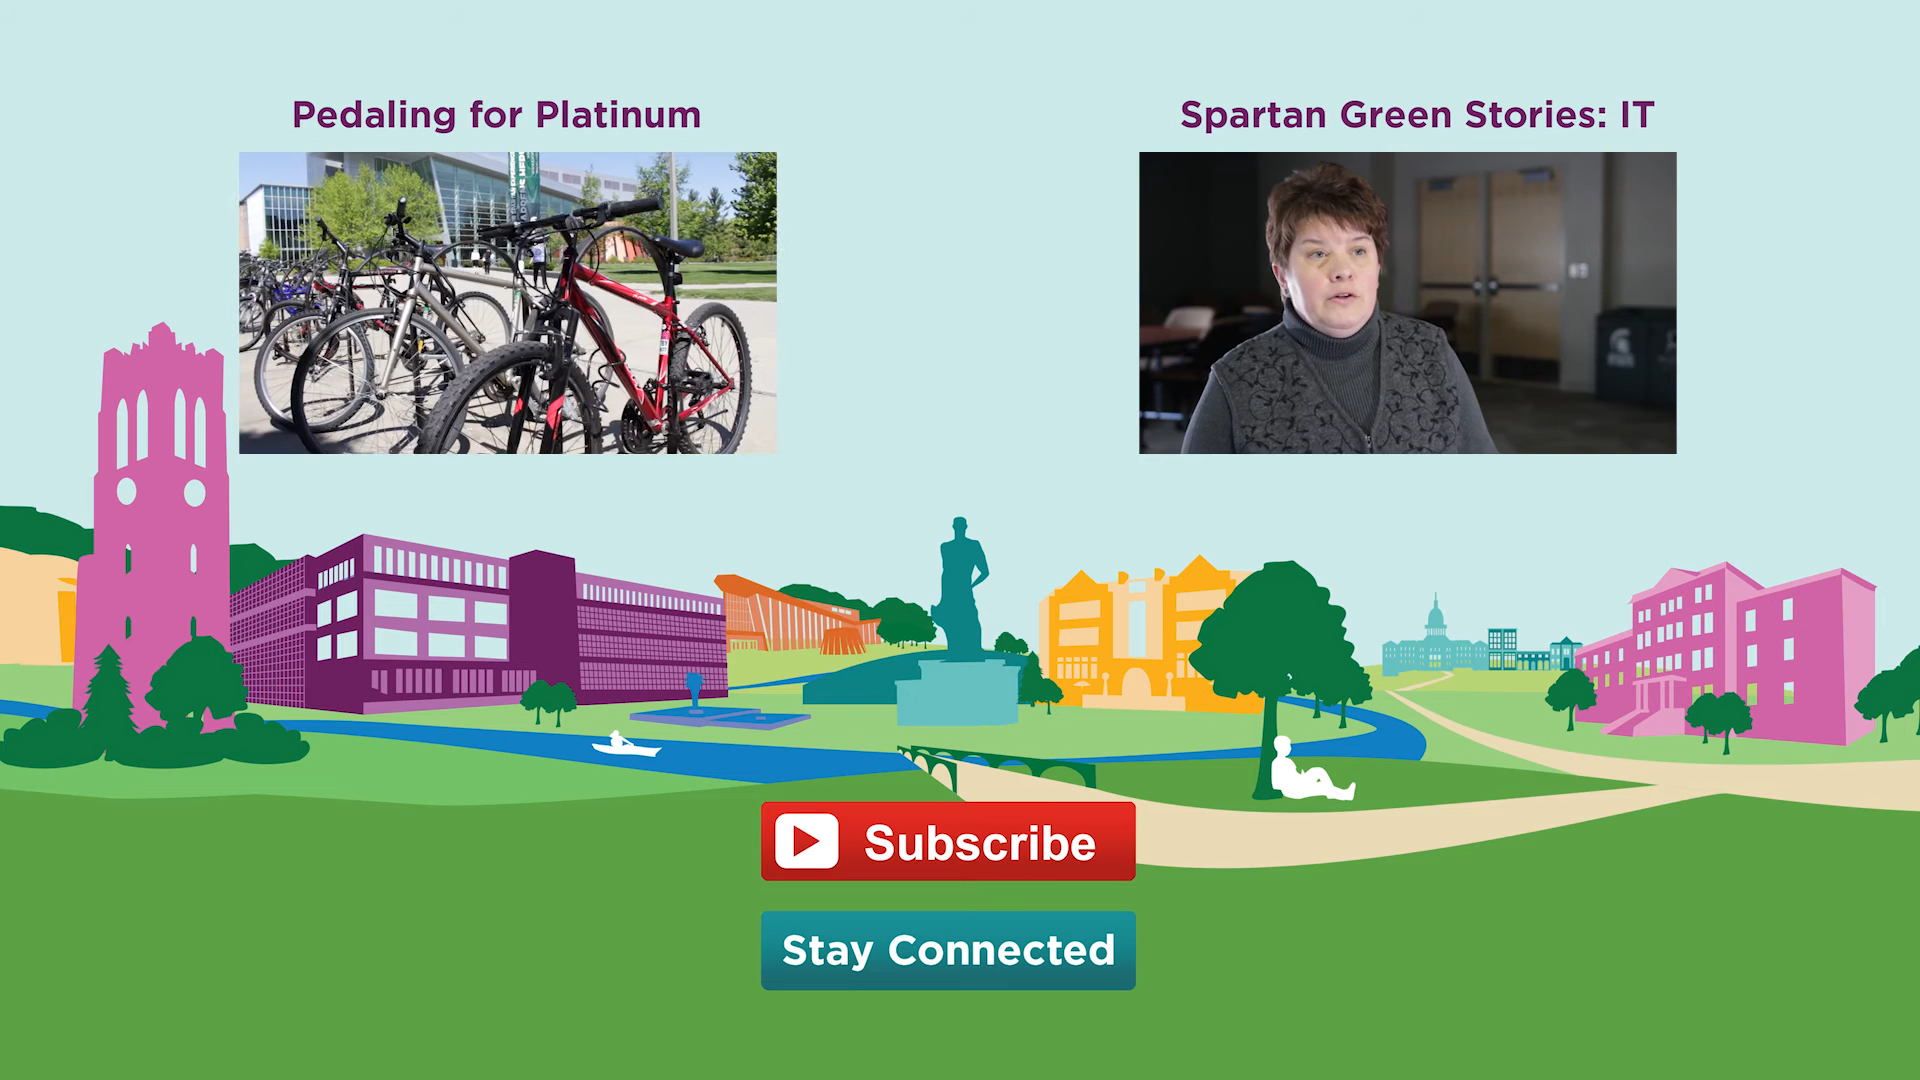 Pedaling for Platinum
Spartan Green Stories: IT
Subscribe
Stay Connected